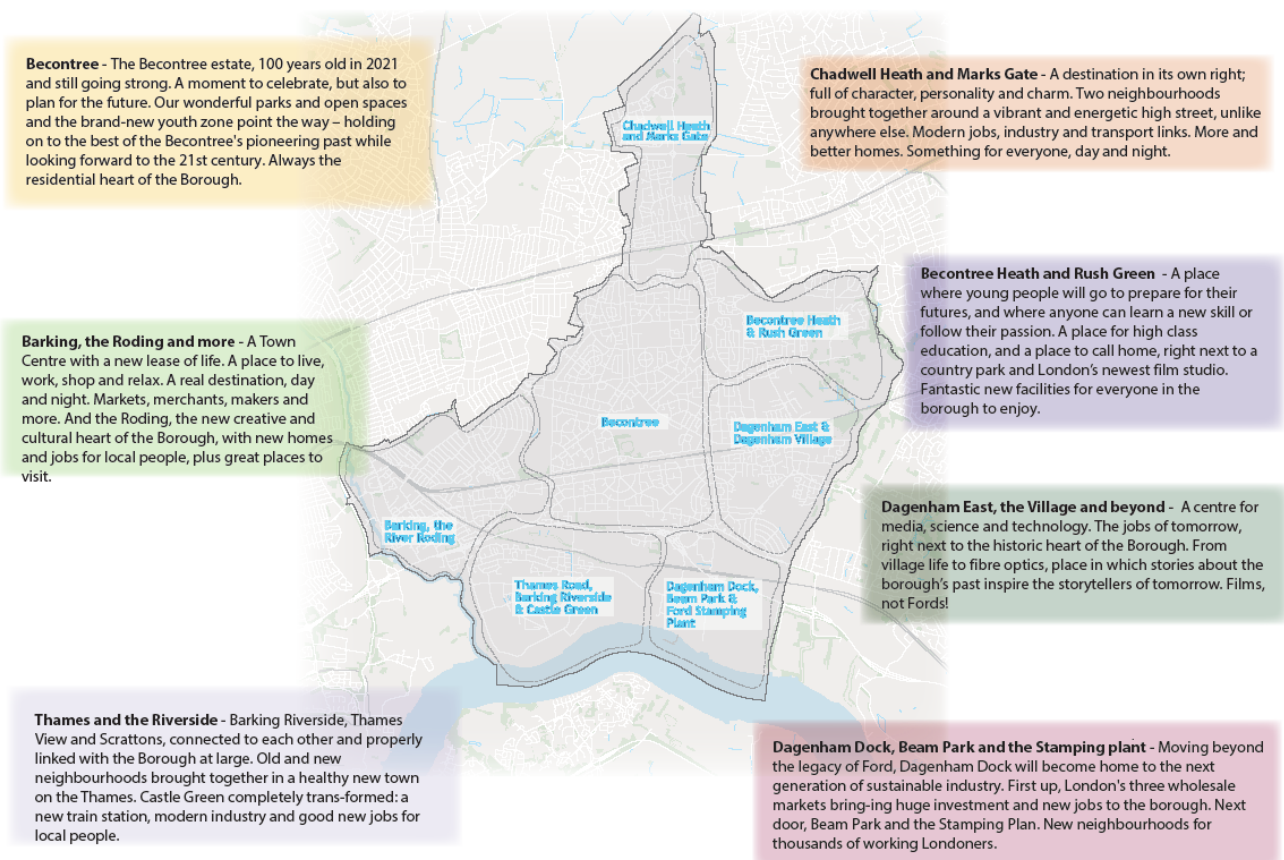 Becontree - The Becontree estate, 100 years old in 2021
and still going strong. A moment to celebrate, but also to
plan for the future. Our wonderful parks and open spaces
and the brand-new youth zone point the way – holding
on to the best of the Becontree's pioneering past while
looking forward to the 21st century. Always the
residential heart of the Borough.
Chadwell Heath and Marks Gate - A destination in its own right;
full of character, personality and charm. Two neighbourhoods
brought together around a vibrant and energetic high street, unlike
anywhere else. Modern jobs, industry and transport links. More and
better homes. Something for everyone, day and night.
Chadwell Heath
and Marks Gate
Becontree Heath and Rush Green - A place
where young people will go to prepare for their
futures, and where anyone can learn a new skill or
follow their passion. A place for high class
education, and a place to call home, right next to a
country park and London's newest film studio.
Fantastic new facilities for everyone in the
borough to enjoy.
Becontree Heath
& Rush Green
Barking, the Roding and more - A Town
Centre with a new lease of life. A place to live,
work, shop and relax. A real destination, day
and night. Markets, merchants, makers and
more. And the Roding, the new creative and
cultural heart of the Borough, with new homes
and jobs for local people, plus great places to
visit.
Becontree
Dagenham East &
Dagenham Village
Barking, the
River Roding
Dagenham East, the Village and beyond - A centre for
media, science and technology. The jobs of tomorrow,
right next to the historic heart of the Borough. From
village life to fibre optics, place in which stories about the
borough's past inspire the storytellers of tomorrow. Films,
not Fords!
Thames Road,
Barking Riverside
& Castle Green
Dagenham Dock,
Beam Park &
Ford Stamping
Plant
Thames and the Riverside - Barking Riverside, Thames
View and Scrattons, connected to each other and properly
linked with the Borough at large. Old and new
neighbourhoods brought together in a healthy new town
on the Thames. Castle Green completely trans-formed: a
new train station, modern industry and good new jobs for
local people.
Dagenham Dock, Beam Park and the Stamping plant - Moving beyond
the legacy of Ford, Dagenham Dock will become home to the next
generation of sustainable industry. First up, London's three wholesale
markets bring-ing huge investment and new jobs to the borough. Next
door, Beam Park and the Stamping Plan. New neighbourhoods for
thousands of working Londoners.